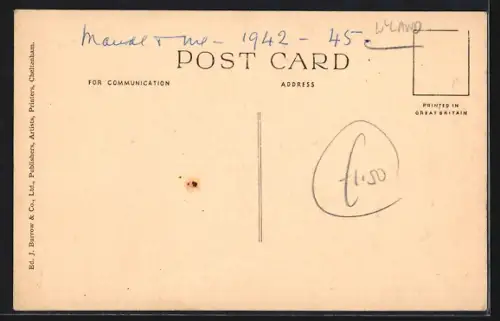 Maude & me - 1942 - 45.
POST CARD
FOR COMMUNICATION
ADDRESS
PRINTED IN
GREAT BRITAIN
£1.50
Ed. J. Burrow & Co., Ltd., Publishers, Artists, Printers, Cheltenham.